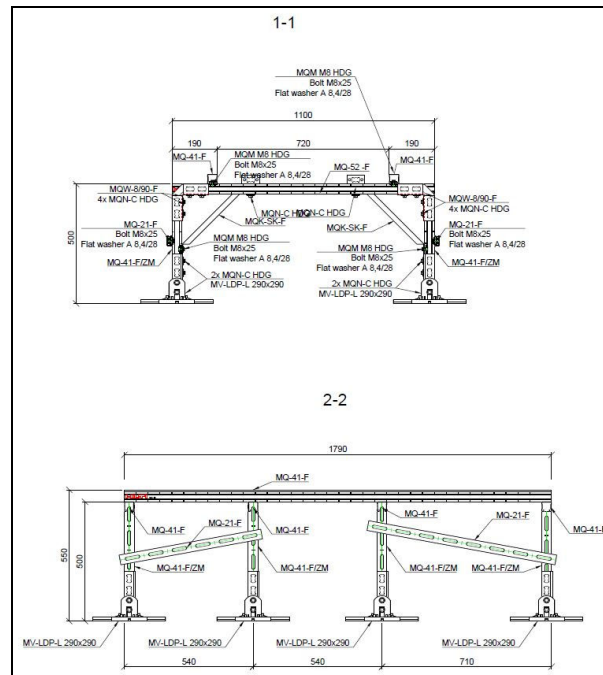 1-1
MQM M8 HDG
Bolt M8x25
Flat washer A 8,4/28
1100
190
720
190
MQ-41-F
MQM M8 HDG
Bolt M8x25
Flat washer A 8,4/28
MQ-52 -F
MQ-41-F
MQW-8/90-F
4x MQN-C HDG
MQW-8/90-F
4x MQN-C HDG
500
MQ-21-F
Bolt M8x25
Flat washer A 8,4/28
MQN-C HDG
MQN-C HDG
MQ-21-F
Bolt M8x25
Flat washer A 8,4/28
MQK-SK-F
MQK-SK-F
MQ-41-F/ZM
MQM M8 HDG
Bolt M8x25
Flat washer A 8,4/28
MQM M8 HDG
Bolt M8x25
Flat washer A 8,4/28
MQ-41-F/ZM
2x MQN-C HDG
MV-LDP-L 290x290
2x MQN-C HDG
MV-LDP-L 290x290
2-2
1790
MQ-41-F
550
500
MQ-41-F
MQ-21-F
MQ-41-F
MQ-41-F
MQ-21-F
MQ-41-F
MQ-41-F/ZM
MQ-41-F/ZM
MQ-41-F/ZM
MQ-41-F/ZM
MV-LDP-L 290x290
MV-LDP-L 290x290
MV-LDP-L 290x290
MV-LDP-L 290x290
540
540
710